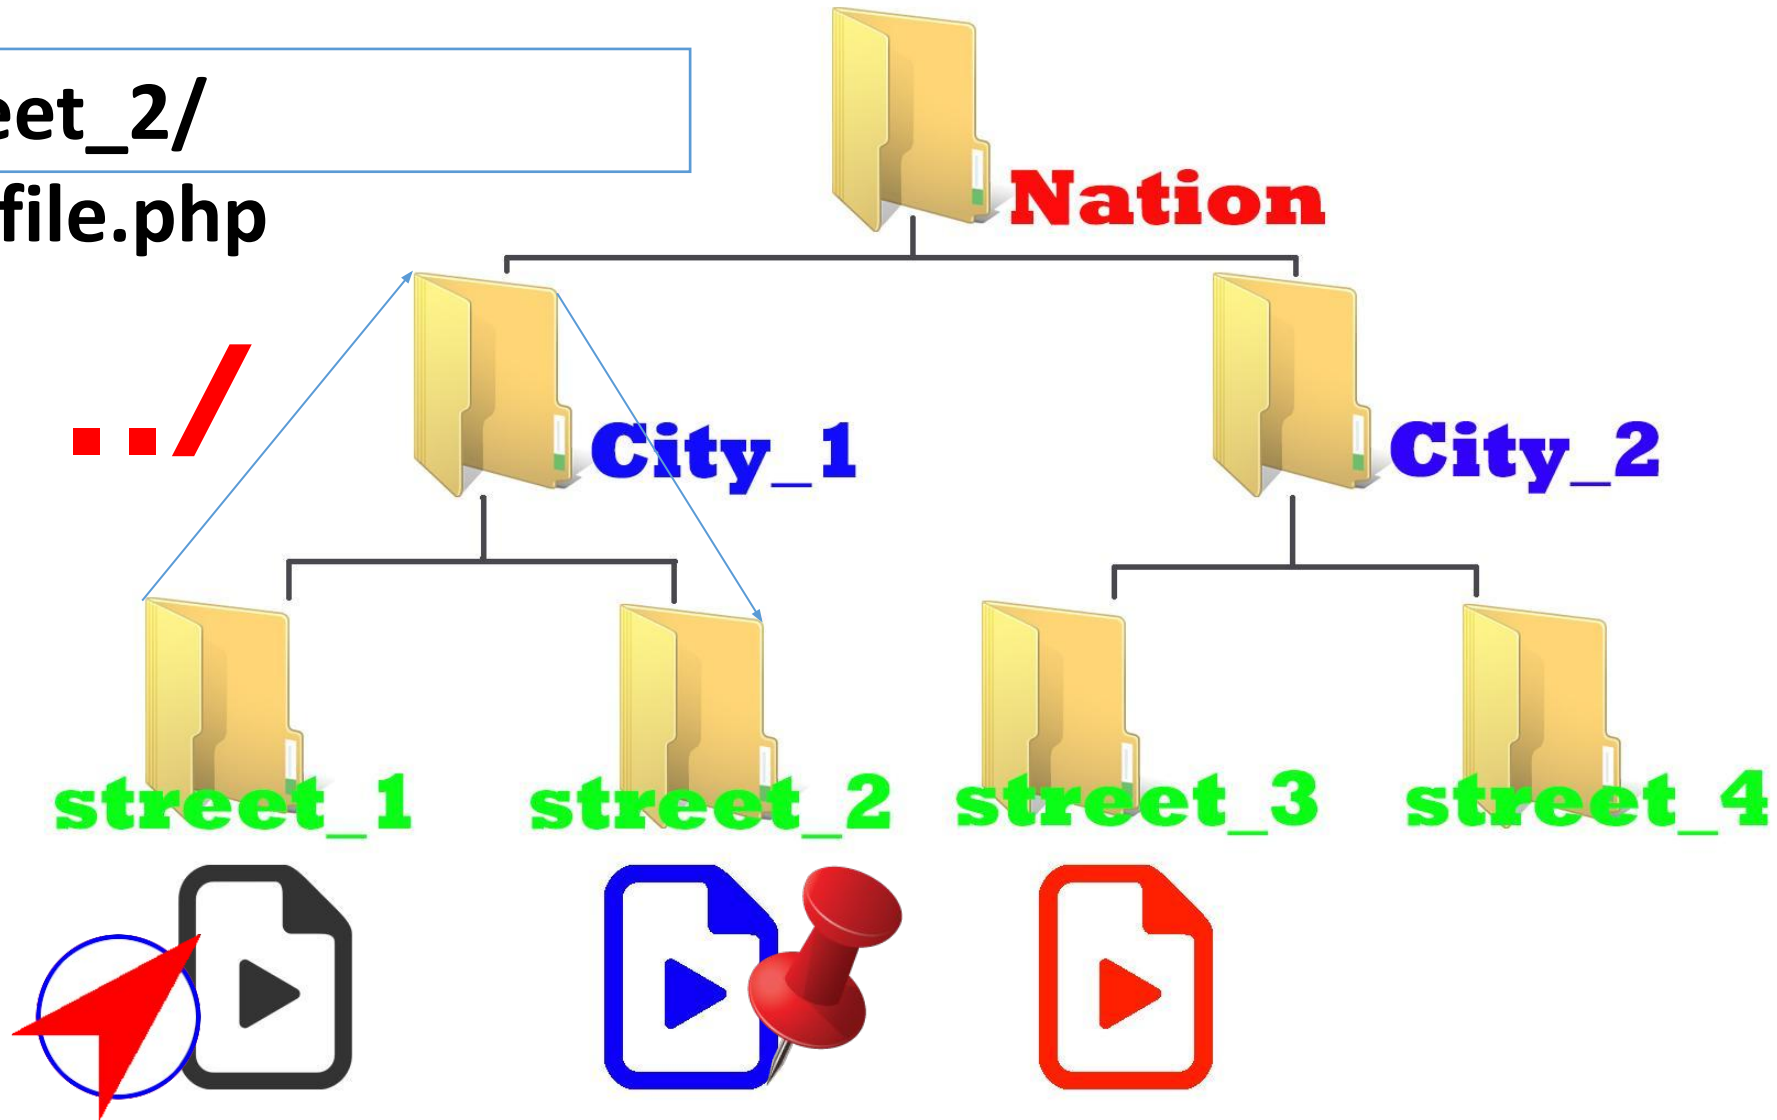 eet_2/
file.php
Nation
../
City_1
City_2
street_1
street_2
street_3
street_4